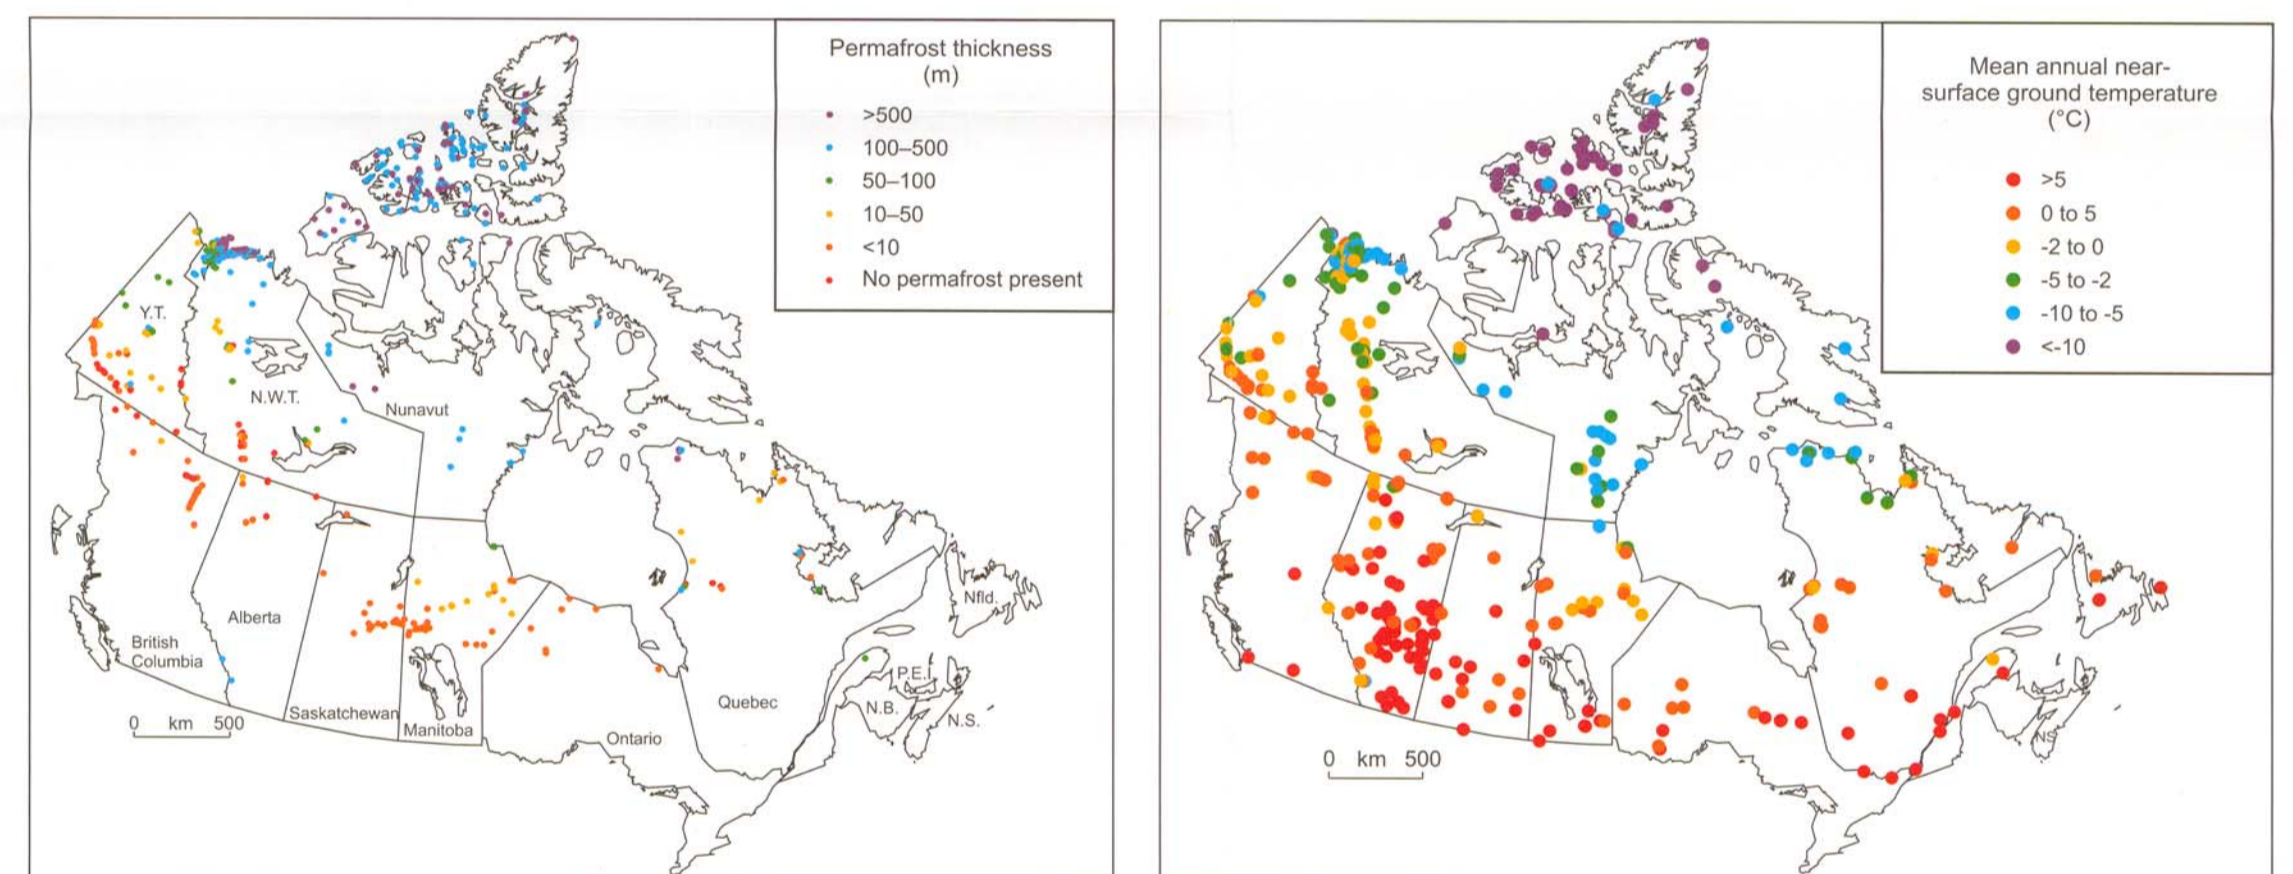 Permafrost thickness
(m)
>500
100–500
50–100
10–50
<10
No permafrost present
Y.T.
N.W.T.
Nunavut
British
Columbia
Alberta
Saskatchewan
Manitoba
Ontario
Quebec
Nfld.
P.E.I.
N.B.
N.S.
0 km 500
Mean annual near-
surface ground temperature
(°C)
>5
0 to 5
-2 to 0
-5 to -2
-10 to -5
<-10
NS
0 km 500